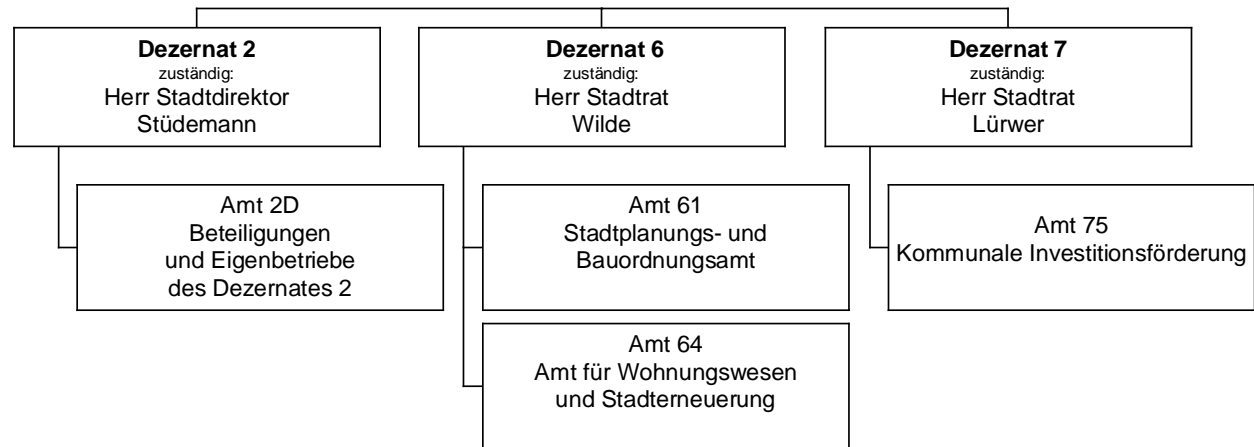 Dezernat 2
zuständig:
Herr Stadtdirektor
Stüdemann
Dezernat 6
zuständig:
Herr Stadtrat
Wilde
Dezernat 7
zuständig:
Herr Stadtrat
Lürwer
Amt 2D
Beteiligungen
und Eigenbetriebe
des Dezernates 2
Amt 61
Stadtplanungs- und
Bauordnungsamt
Amt 75
Kommunale Investitionsförderung
Amt 64
Amt für Wohnungswesen
und Stadterneuerung